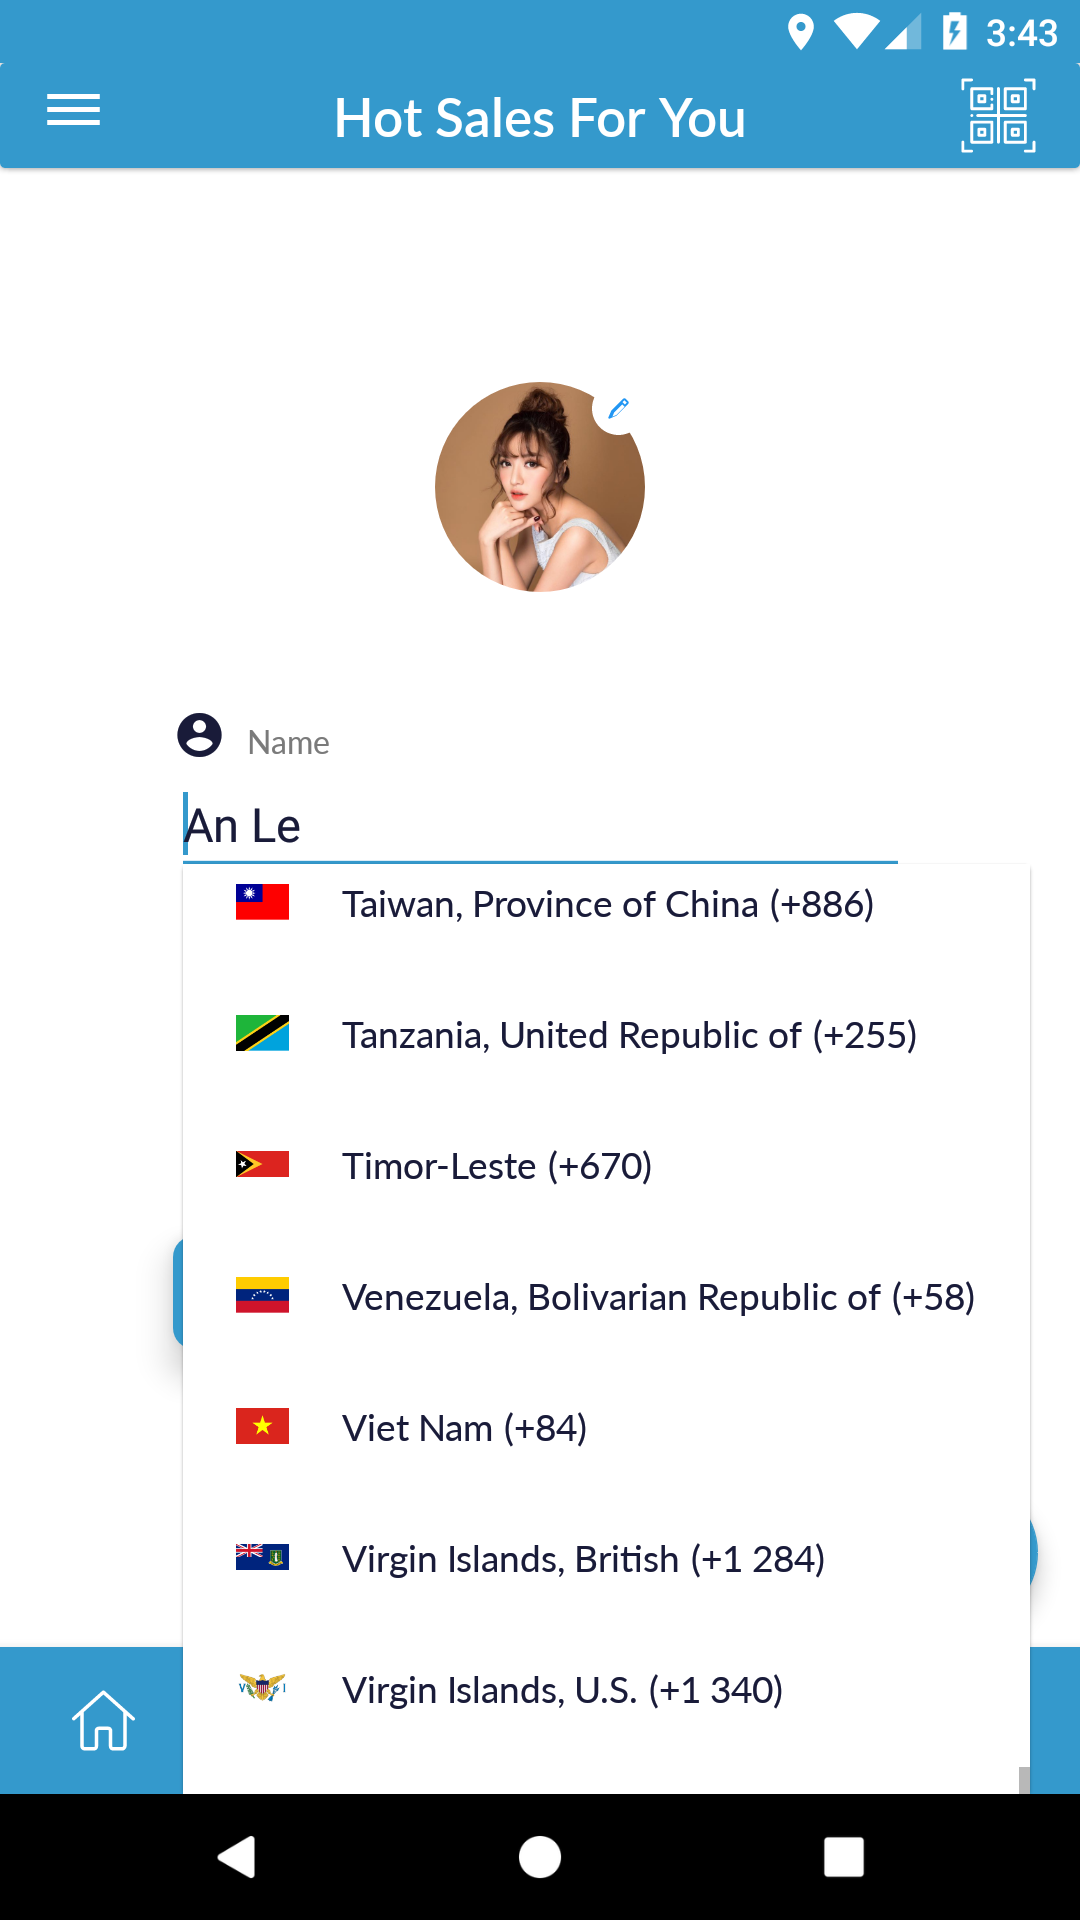 3:43
Hot Sales For You
Name
An Le
Taiwan, Province of China (+886)
Tanzania, United Republic of (+255)
Timor-Leste (+670)
Venezuela, Bolivarian Republic of (+58)
Viet Nam (+84)
Virgin Islands, British (+1 284)
V I
Virgin Islands, U.S. (+1 340)